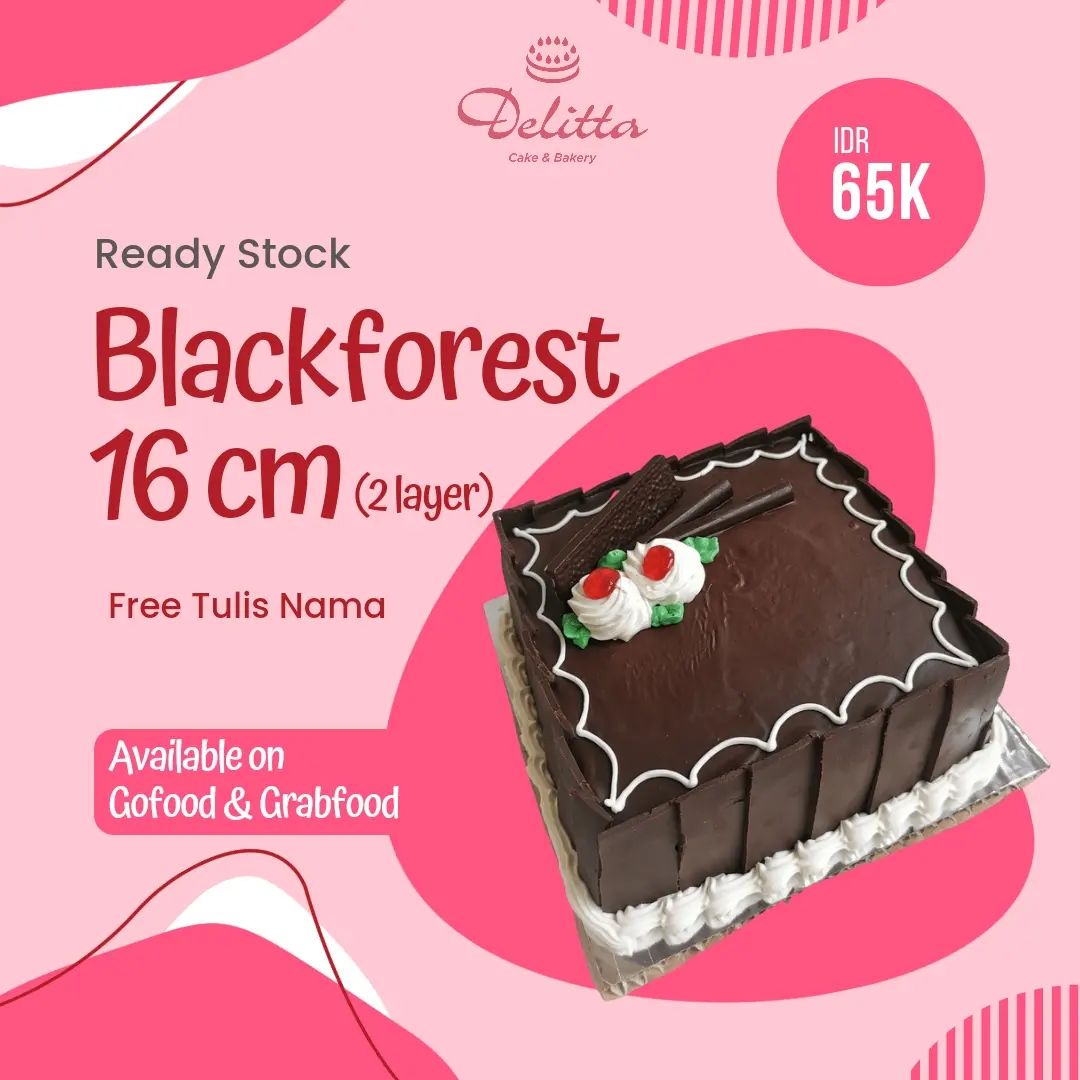 Delitta
Cake & Bakery
IDR
65K
Ready Stock
Blackforest
16 cm (2 layer)
Free Tulis Nama
Available on
Gofood & Grabfood